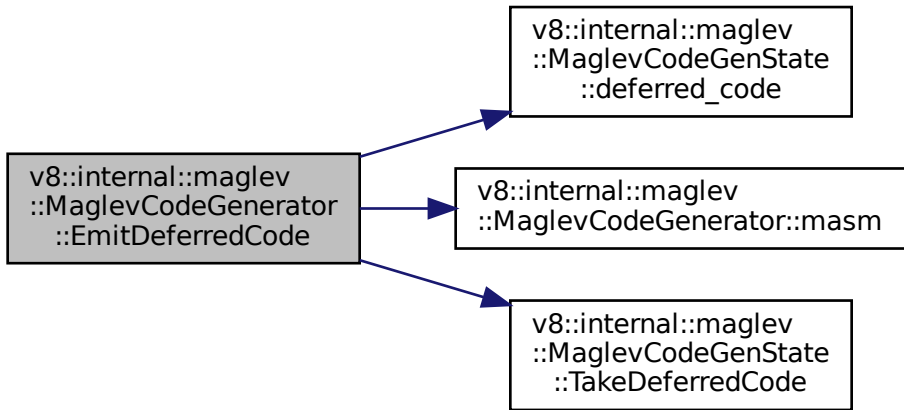 v8::internal::maglev
::MaglevCodeGenState
::deferred_code
v8::internal::maglev
::MaglevCodeGenerator
::EmitDeferredCode
v8::internal::maglev
::MaglevCodeGenerator::masm
v8::internal::maglev
::MaglevCodeGenState
::TakeDeferredCode